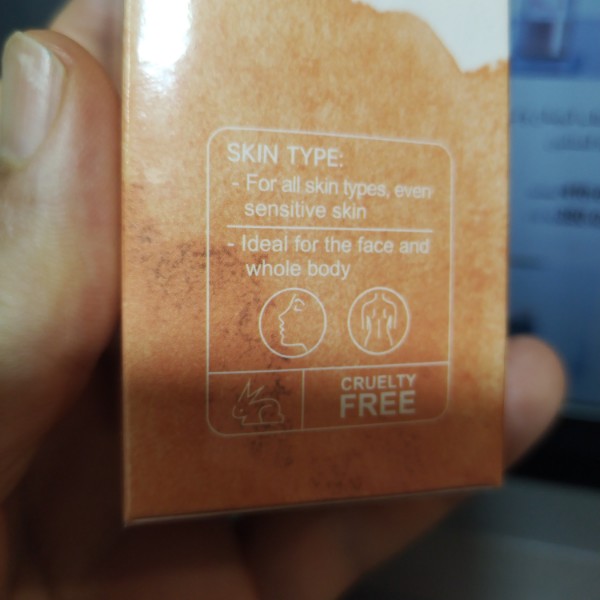 SKIN TYPE:
- For all skin types, even
sensitive skin
- Ideal for the face and
whole body
CRUELTY
FREE